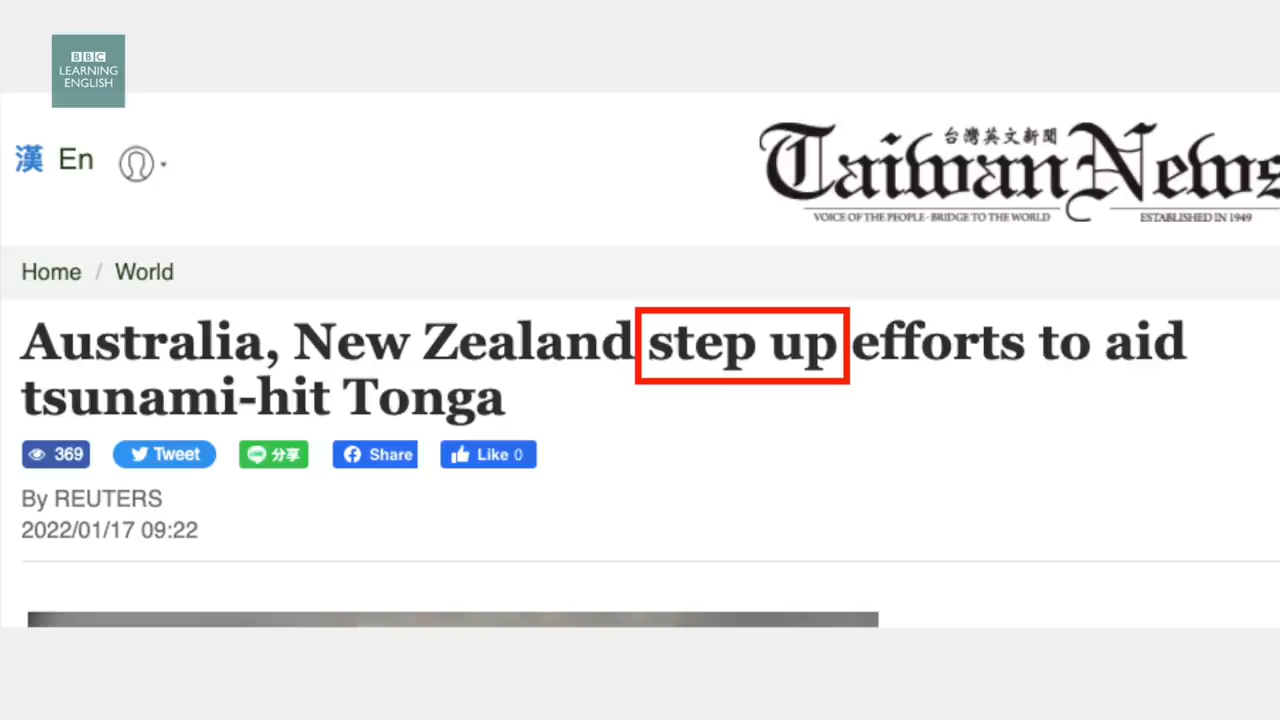 BBC
LEARNING
ENGLISH
漢 En
台灣英文新聞
Taiwan News
VOICE OF THE PEOPLE · BRIDGE TO THE WORLD ESTABLISHED IN 1949
Home / World
Australia, New Zealand step up efforts to aid
tsunami-hit Tonga
369 Tweet 分享 Share Like 0
By REUTERS
2022/01/17 09:22